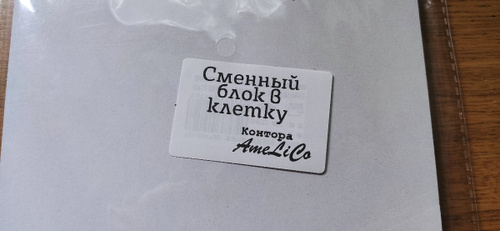 Сменный
блок в
клетку
Контора
AmeLiCo